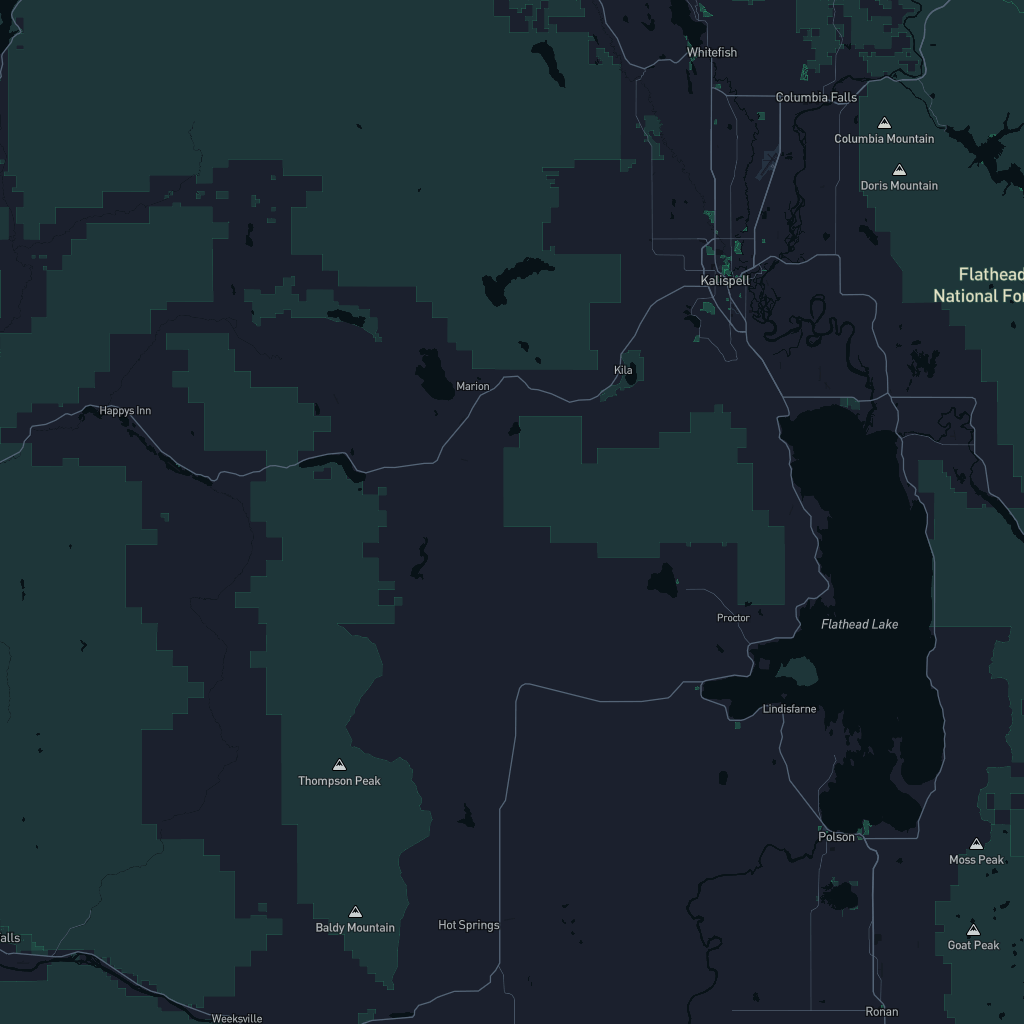 Whitefish
Columbia Falls
Columbia Mountain
Doris Mountain
Flathead
National For
Kalispell
Kila
Marion
Happys Inn
Proctor
Flathead Lake
Lindisfarne
Thompson Peak
Polson
Moss Peak
Baldy Mountain
Hot Springs
alls
Goat Peak
Ronan
Weeksville